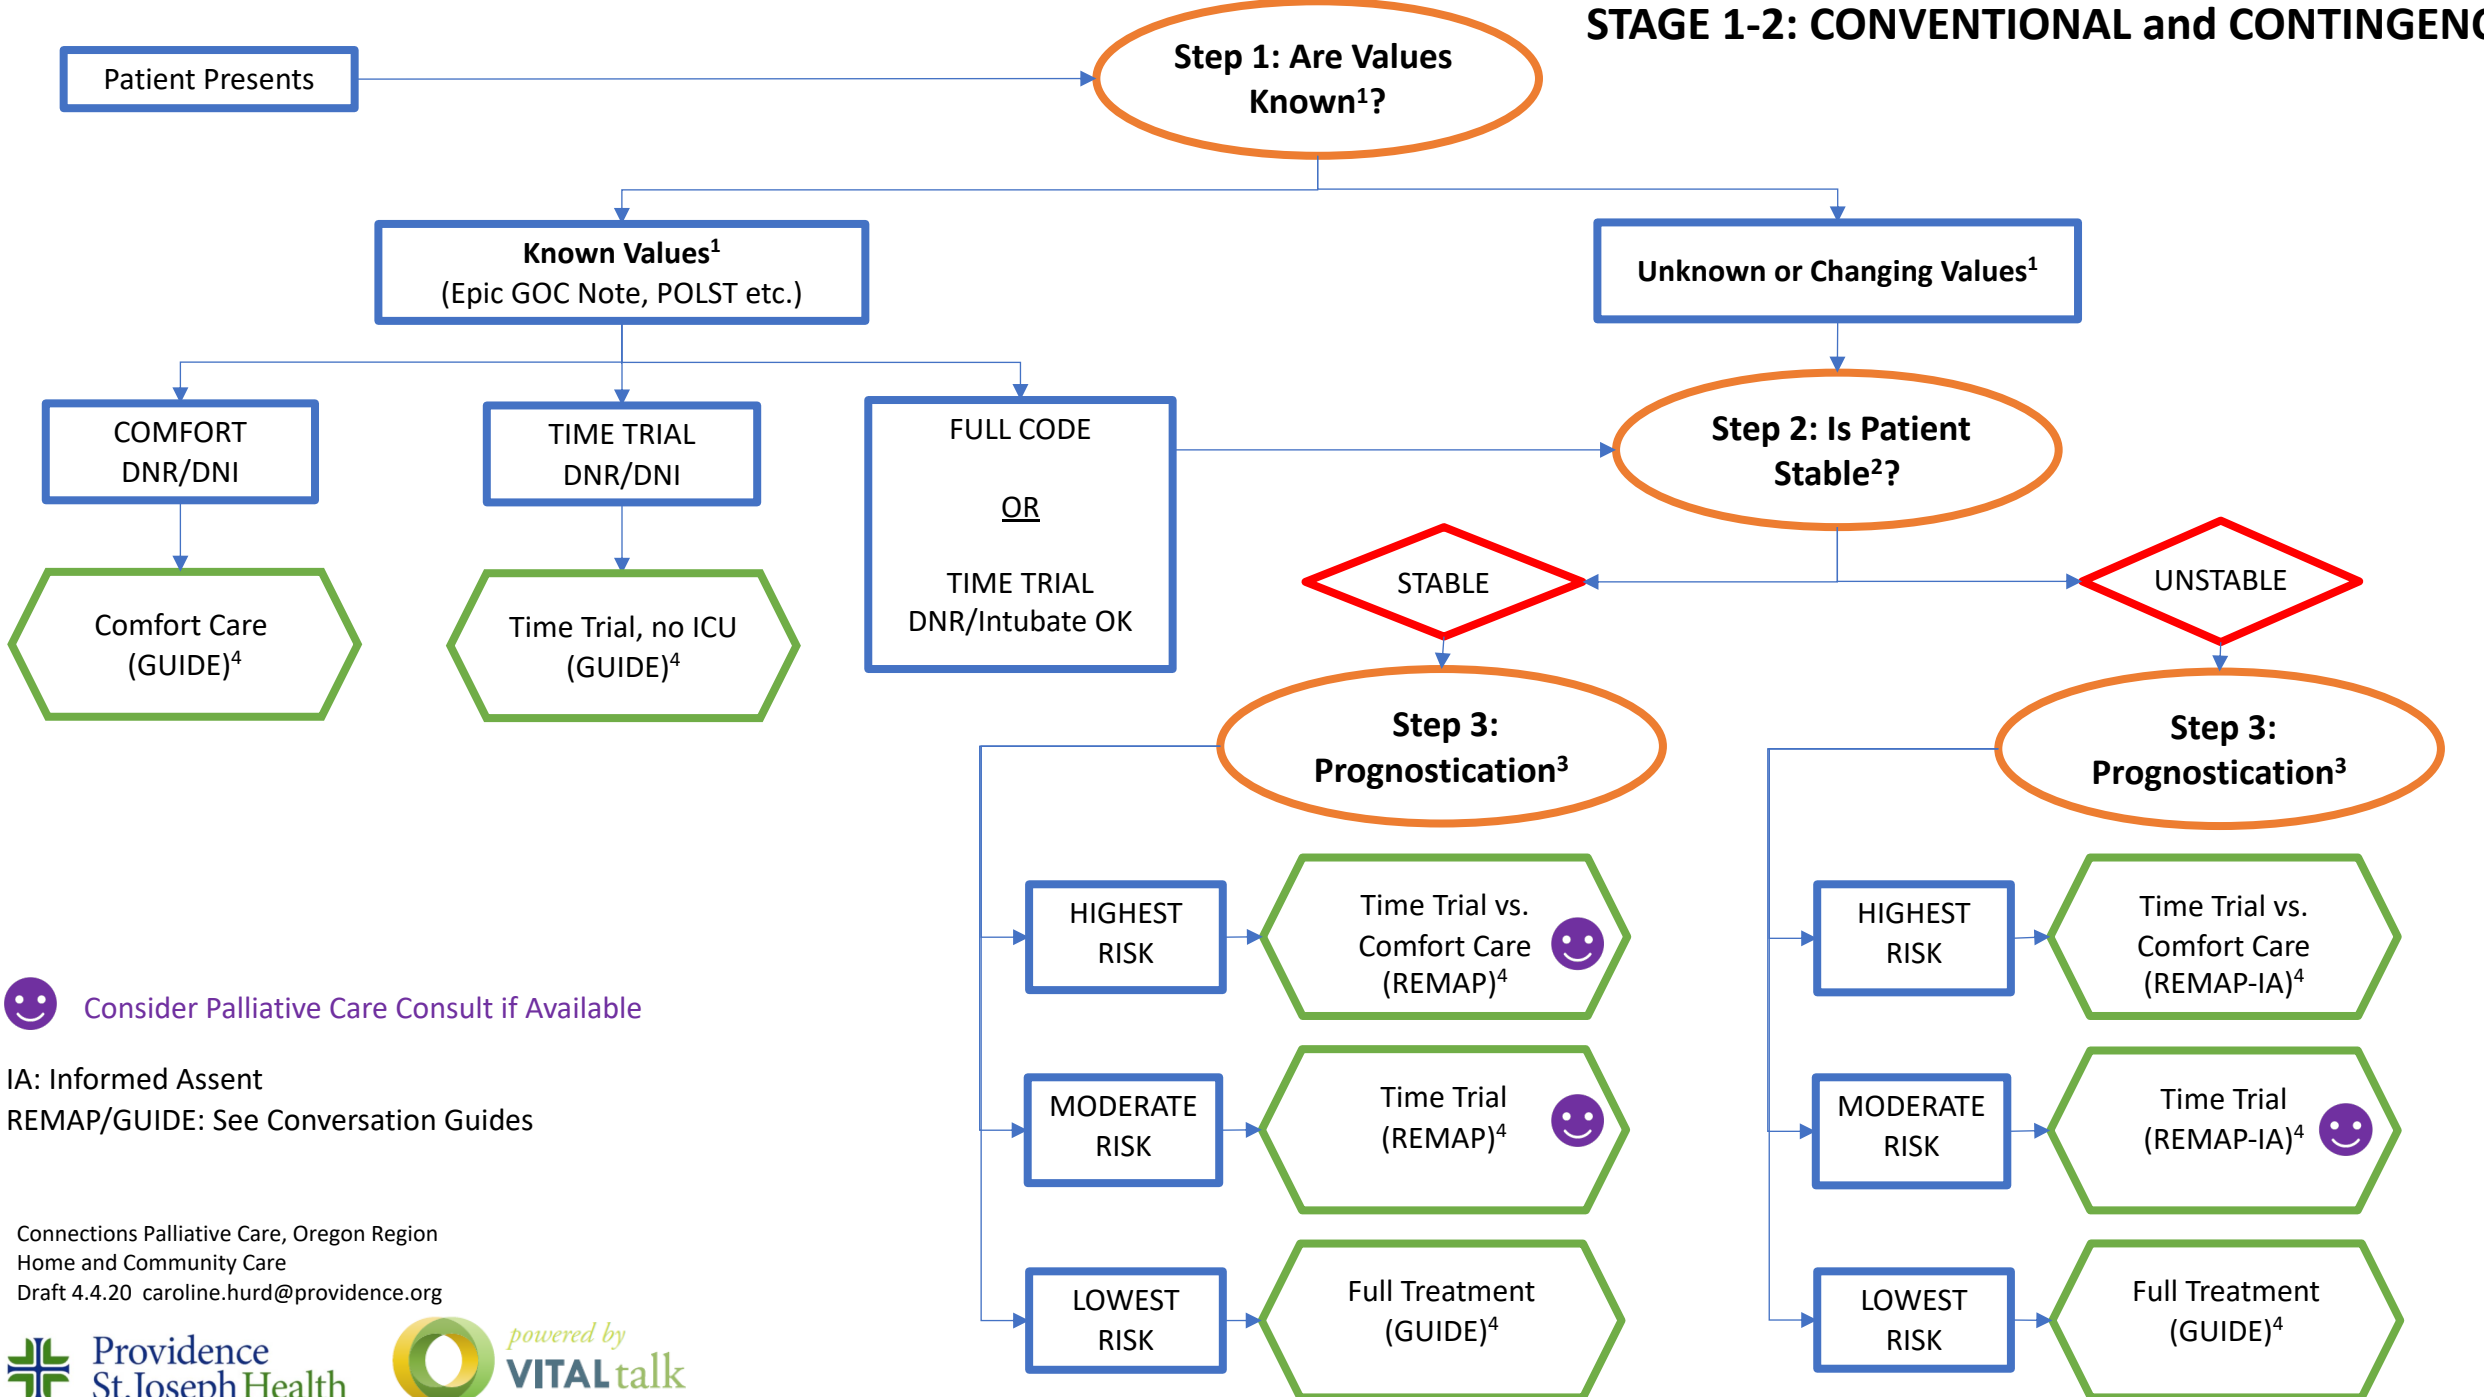 STAGE 1-2: CONVENTIONAL and CONTINGENC
Patient Presents
Step 1: Are Values
Known¹?
Known Values¹
(Epic GOC Note, POLST etc.)
Unknown or Changing Values¹
COMFORT
DNR/DNI
TIME TRIAL
DNR/DNI
FULL CODE
OR
TIME TRIAL
DNR/Intubate OK
Step 2: Is Patient
Stable²?
STABLE
UNSTABLE
Comfort Care
(GUIDE)⁴
Time Trial, no ICU
(GUIDE)⁴
Step 3:
Prognostication³
Step 3:
Prognostication³
HIGHEST
RISK
Time Trial vs.
Comfort Care
(REMAP)⁴
HIGHEST
RISK
Time Trial vs.
Comfort Care
(REMAP-IA)⁴
MODERATE
RISK
Time Trial
(REMAP)⁴
MODERATE
RISK
Time Trial
(REMAP-IA)⁴
LOWEST
RISK
Full Treatment
(GUIDE)⁴
LOWEST
RISK
Full Treatment
(GUIDE)⁴
Consider Palliative Care Consult if Available
IA: Informed Assent
REMAP/GUIDE: See Conversation Guides
Connections Palliative Care, Oregon Region
Home and Community Care
Draft 4.4.20 caroline.hurd@providence.org
Providence
St.Joseph Health
powered by
VITALtalk